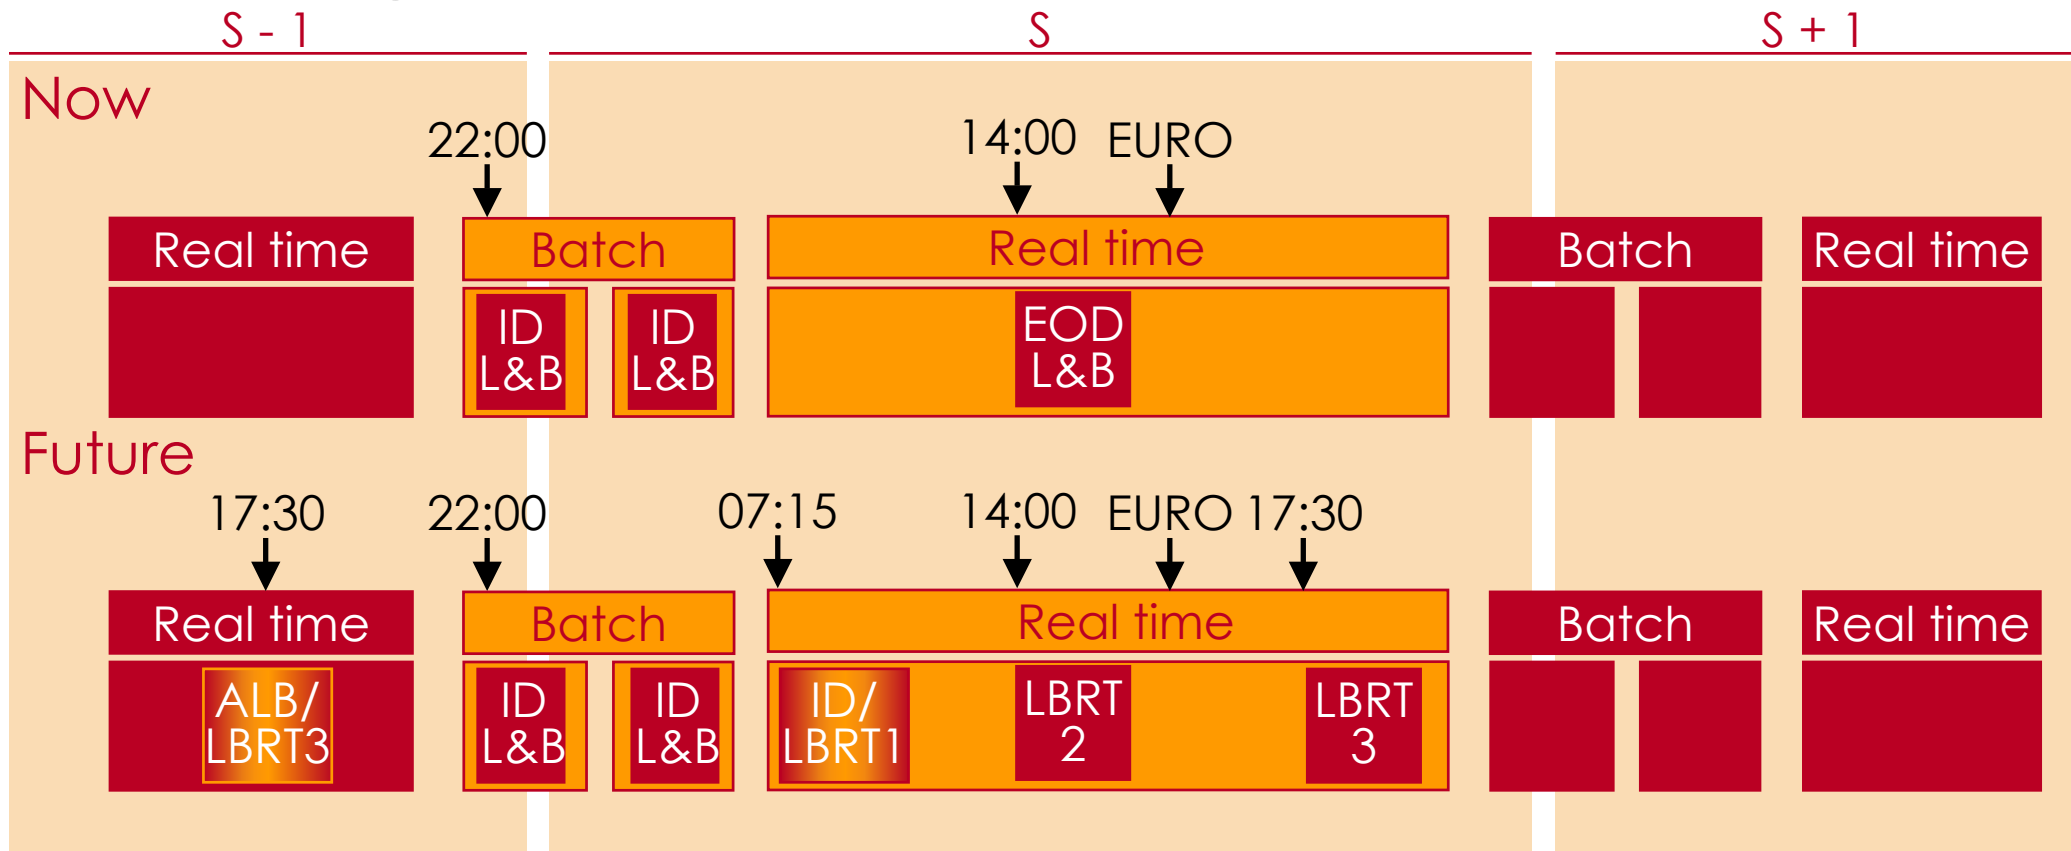 S - 1 S S + 1
Now
22:00 14:00 EURO
Real time Batch Real time Batch Real time
ID ID EOD
L&B L&B L&B
Future
17:30 22:00 07:15 14:00 EURO 17:30
Real time Batch Real time Batch Real time
ALB/ ID ID ID/ LBRT LBRT
LBRT3 L&B L&B LBRT1 2 3